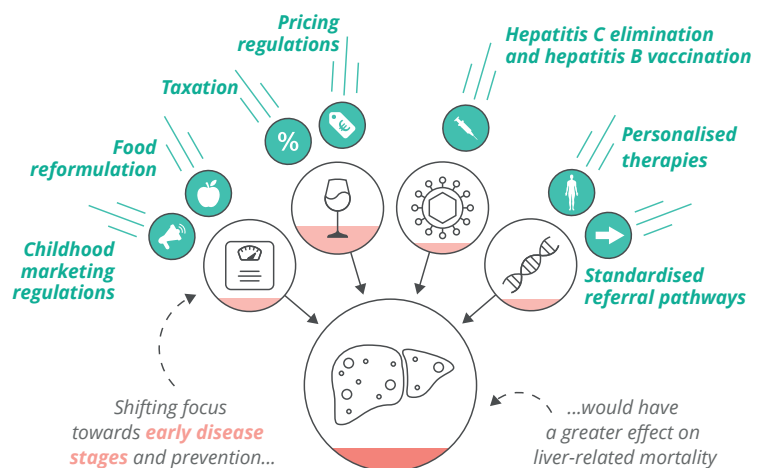 Pricing
regulations
Hepatitis C elimination
and hepatitis B vaccination
Taxation
%
Food
reformulation
Personalised
therapies
Childhood
marketing
regulations
Standardised
referral pathways
Shifting focus
towards early disease
stages and prevention...
...would have
a greater effect on
liver-related mortality